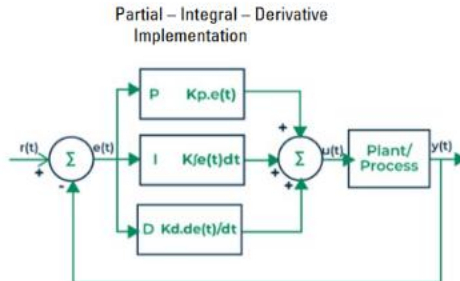 Partial – Integral – Derivative
Implementation
P Kp.e(t)
r(t)
Σ
e(t)
I K∫e(t)dt
Σ
u(t)
Plant/
Process
y(t)
+
-
+
+
+
D Kd.de(t)/dt